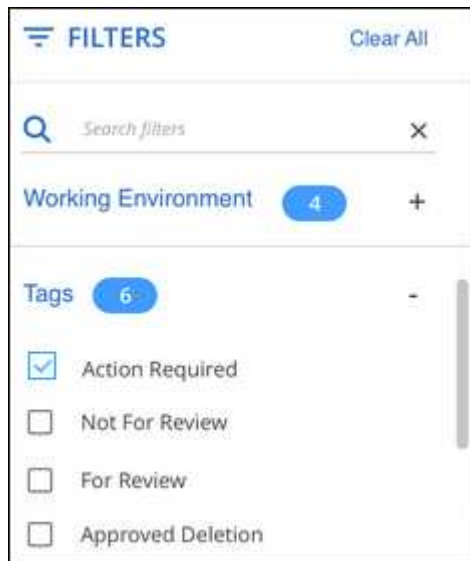 FILTERS Clear All
Search filters ×
Working Environment 4 +
Tags 6 -
Action Required
Not For Review
For Review
Approved Deletion